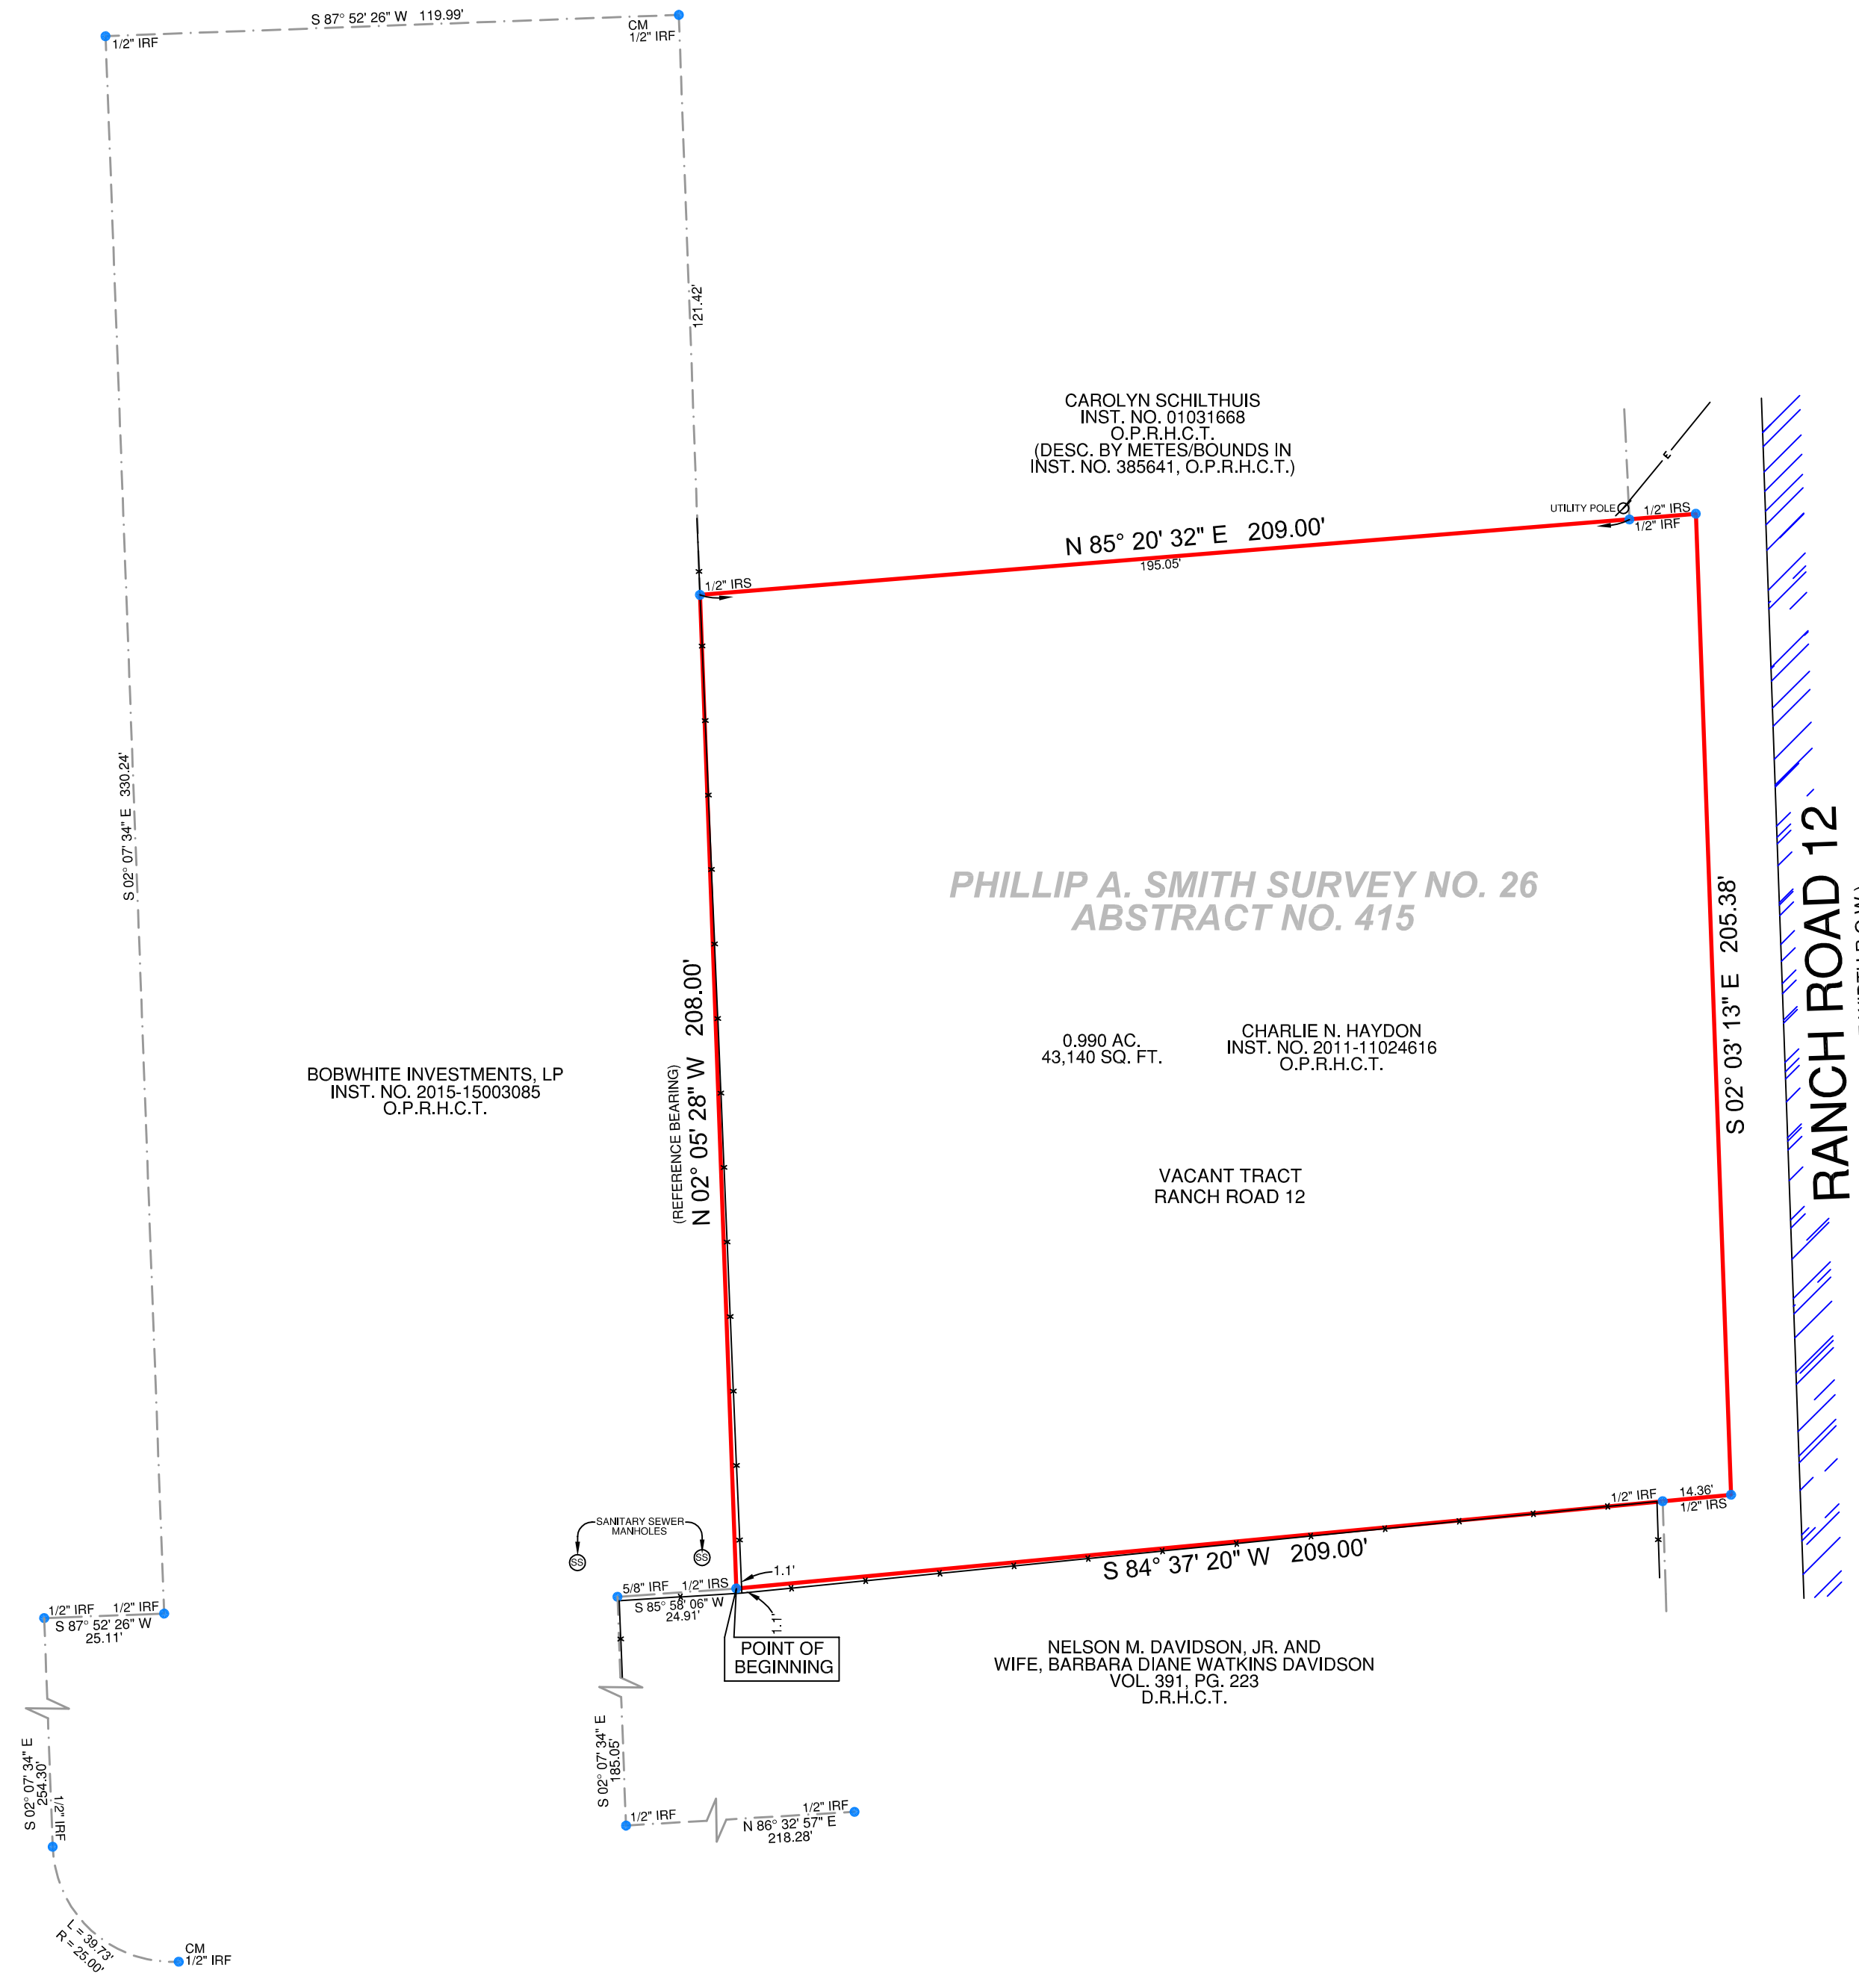 S 87° 52' 26" W 119.99'
1/2" IRF
CM
1/2" IRF
121.42'
CAROLYN SCHILTHUIS
INST. NO. 01031668
O.P.R.H.C.T.
(DESC. BY METES/BOUNDS IN
INST. NO. 385641, O.P.R.H.C.T.)
E
UTILITY POLE
1/2" IRS
1/2" IRF
N 85° 20' 32" E 209.00'
195.05'
1/2" IRS
S 02° 07' 34" E 330.24'
PHILLIP A. SMITH SURVEY NO. 26
ABSTRACT NO. 415
S 02° 03' 13" E 205.38'
RANCH ROAD 12
(REFERENCE BEARING)
N 02° 05' 28" W 208.00'
0.990 AC.
43,140 SQ. FT.
CHARLIE N. HAYDON
INST. NO. 2011-11024616
O.P.R.H.C.T.
BOBWHITE INVESTMENTS, LP
INST. NO. 2015-15003085
O.P.R.H.C.T.
VACANT TRACT
RANCH ROAD 12
SANITARY SEWER
MANHOLES
SS
SS
1/2" IRF
14.36'
1/2" IRS
S 84° 37' 20" W 209.00'
1.1'
1.1'
5/8" IRF
1/2" IRS
S 85° 58' 06" W
24.91'
1/2" IRF
1/2" IRF
S 87° 52' 26" W
25.11'
POINT OF
BEGINNING
NELSON M. DAVIDSON, JR. AND
WIFE, BARBARA DIANE WATKINS DAVIDSON
VOL. 391, PG. 223
D.R.H.C.T.
S 02° 07' 34" E
254.30'
1/2" IRF
S 02° 07' 34" E
185.05'
1/2" IRF
1/2" IRF
N 86° 32' 57" E
218.28'
L = 39.73'
R = 25.00'
CM
1/2" IRF